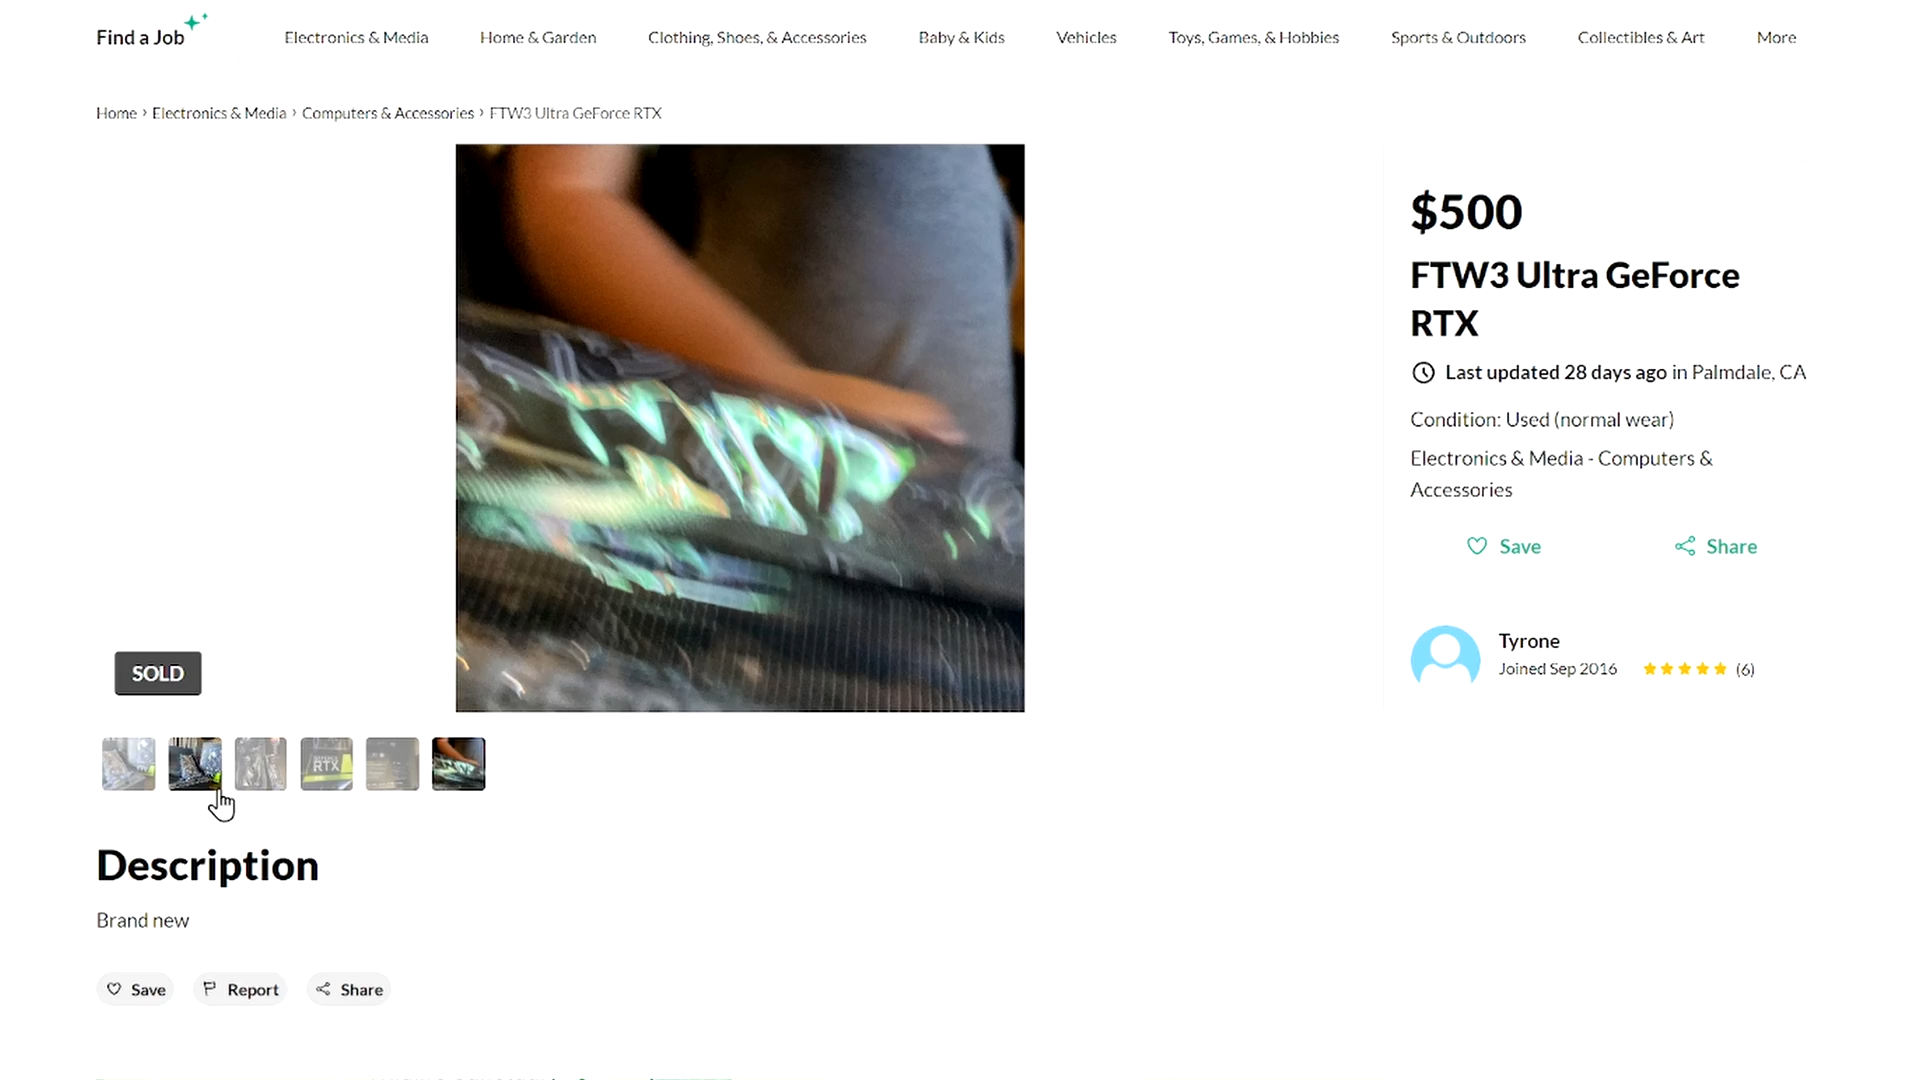 Find a Job
Electronics & Media
Home & Garden
Clothing, Shoes, & Accessories
Baby & Kids
Vehicles
Toys, Games, & Hobbies
Sports & Outdoors
Collectibles & Art
More
Home › Electronics & Media › Computers & Accessories › FTW3 Ultra GeForce RTX
$500
FTW3 Ultra GeForce
RTX
Last updated 28 days ago in Palmdale, CA
Condition: Used (normal wear)
Electronics & Media - Computers &
Accessories
Save
Share
Tyrone
Joined Sep 2016
(6)
SOLD
RTX
Description
Brand new
Save
Report
Share